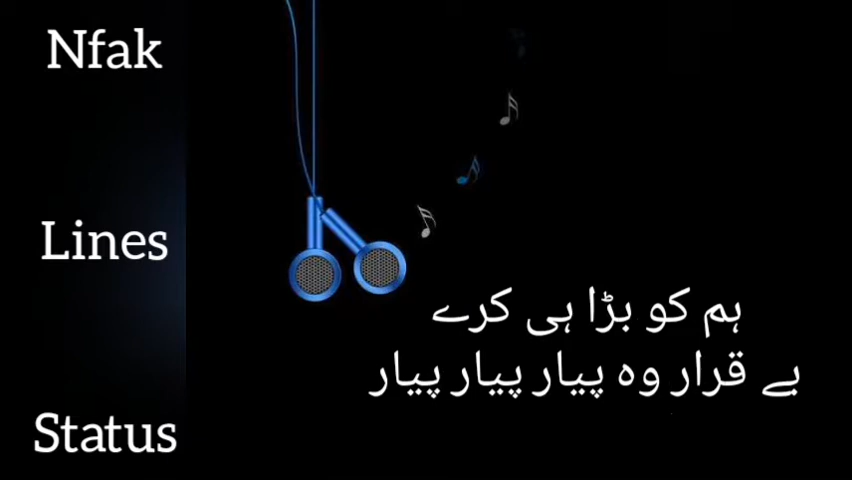 Nfak
Lines
Status
ہم کو بڑا ہی کرے
بے قرار وہ پیار پیار پیار